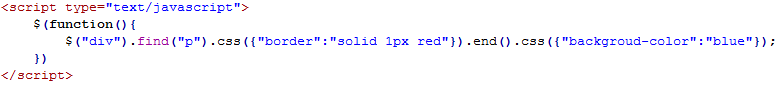 <script type="text/javascript">
    $(function(){
        $("div").find("p").css({"border":"solid 1px red"}).end().css({"backgroud-color":"blue"});
    })
</script>